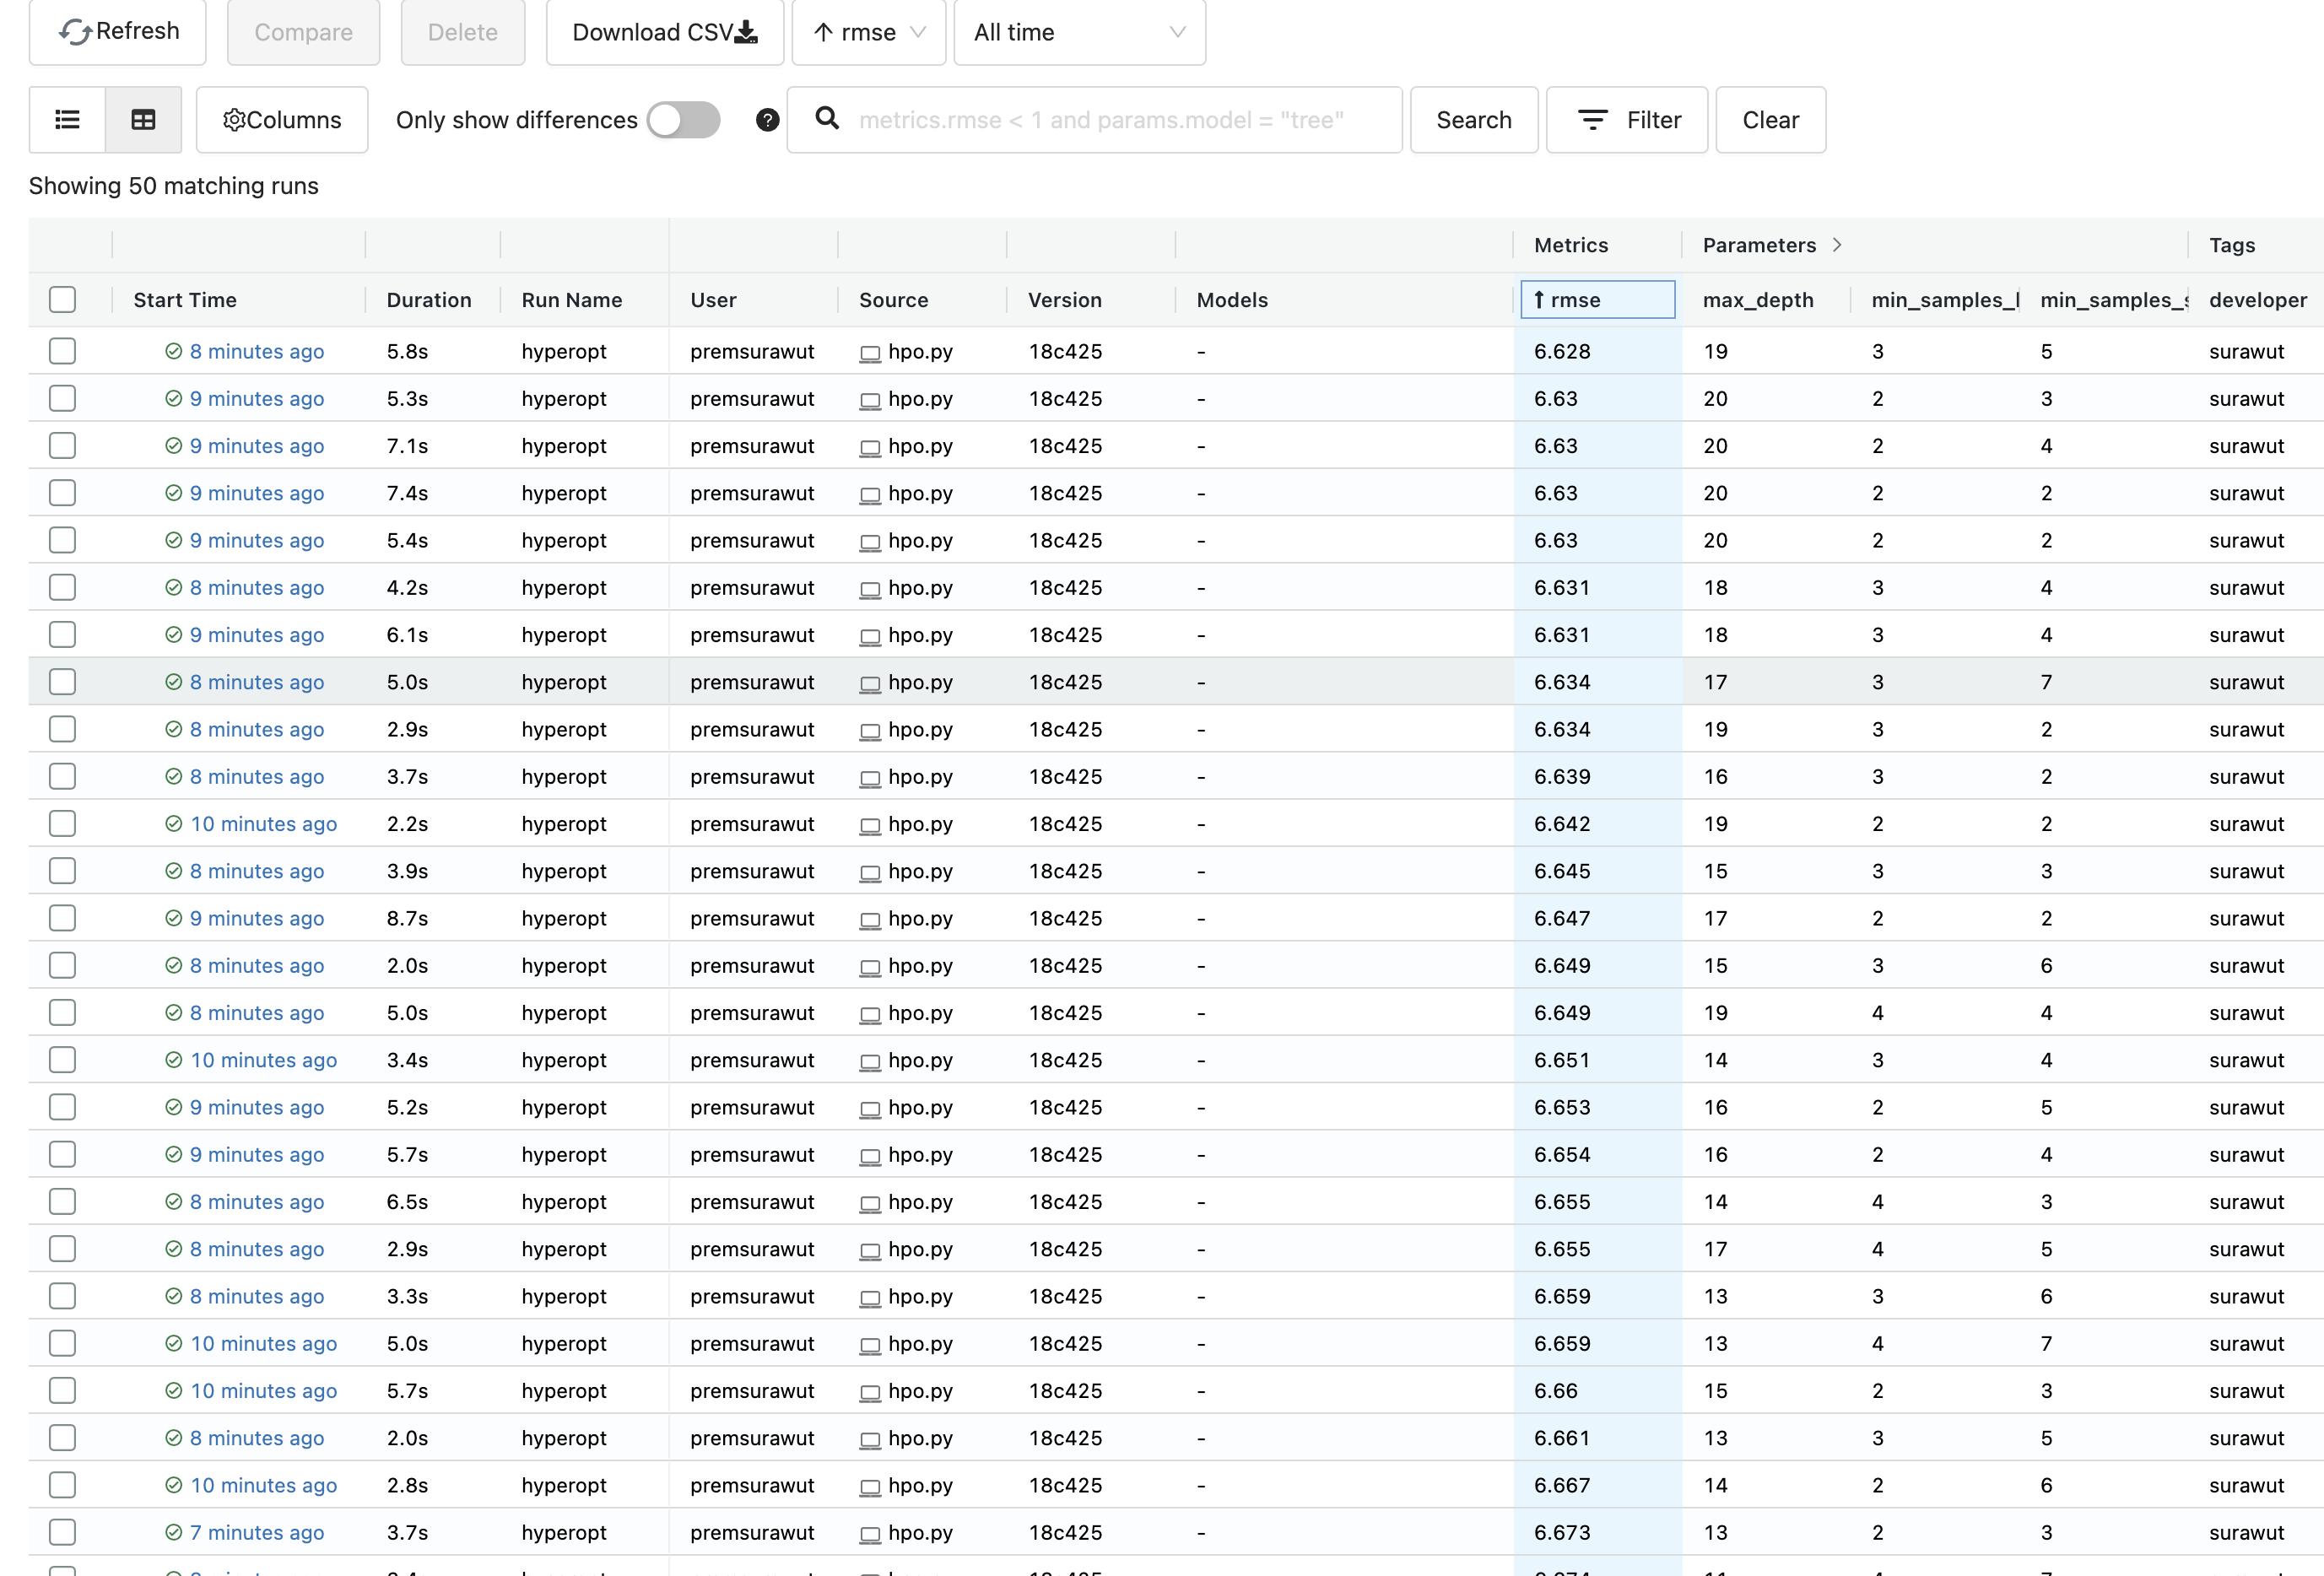 Refresh Compare Delete Download CSV ↑ rmse All time
Columns Only show differences ? metrics.rmse < 1 and params.model = "tree" Search Filter Clear
Showing 50 matching runs
Metrics Parameters > Tags
Start Time Duration Run Name User Source Version Models ↑ rmse max_depth min_samples_l min_samples_s developer
8 minutes ago 5.8s hyperopt premsurawut hpo.py 18c425 - 6.628 19 3 5 surawut
9 minutes ago 5.3s hyperopt premsurawut hpo.py 18c425 - 6.63 20 2 3 surawut
9 minutes ago 7.1s hyperopt premsurawut hpo.py 18c425 - 6.63 20 2 4 surawut
9 minutes ago 7.4s hyperopt premsurawut hpo.py 18c425 - 6.63 20 2 2 surawut
9 minutes ago 5.4s hyperopt premsurawut hpo.py 18c425 - 6.63 20 2 2 surawut
8 minutes ago 4.2s hyperopt premsurawut hpo.py 18c425 - 6.631 18 3 4 surawut
9 minutes ago 6.1s hyperopt premsurawut hpo.py 18c425 - 6.631 18 3 4 surawut
8 minutes ago 5.0s hyperopt premsurawut hpo.py 18c425 - 6.634 17 3 7 surawut
8 minutes ago 2.9s hyperopt premsurawut hpo.py 18c425 - 6.634 19 3 2 surawut
8 minutes ago 3.7s hyperopt premsurawut hpo.py 18c425 - 6.639 16 3 2 surawut
10 minutes ago 2.2s hyperopt premsurawut hpo.py 18c425 - 6.642 19 2 2 surawut
8 minutes ago 3.9s hyperopt premsurawut hpo.py 18c425 - 6.645 15 3 3 surawut
9 minutes ago 8.7s hyperopt premsurawut hpo.py 18c425 - 6.647 17 2 2 surawut
8 minutes ago 2.0s hyperopt premsurawut hpo.py 18c425 - 6.649 15 3 6 surawut
8 minutes ago 5.0s hyperopt premsurawut hpo.py 18c425 - 6.649 19 4 4 surawut
10 minutes ago 3.4s hyperopt premsurawut hpo.py 18c425 - 6.651 14 3 4 surawut
9 minutes ago 5.2s hyperopt premsurawut hpo.py 18c425 - 6.653 16 2 5 surawut
9 minutes ago 5.7s hyperopt premsurawut hpo.py 18c425 - 6.654 16 2 4 surawut
8 minutes ago 6.5s hyperopt premsurawut hpo.py 18c425 - 6.655 14 4 3 surawut
8 minutes ago 2.9s hyperopt premsurawut hpo.py 18c425 - 6.655 17 4 5 surawut
8 minutes ago 3.3s hyperopt premsurawut hpo.py 18c425 - 6.659 13 3 6 surawut
10 minutes ago 5.0s hyperopt premsurawut hpo.py 18c425 - 6.659 13 4 7 surawut
10 minutes ago 5.7s hyperopt premsurawut hpo.py 18c425 - 6.66 15 2 3 surawut
8 minutes ago 2.0s hyperopt premsurawut hpo.py 18c425 - 6.661 13 3 5 surawut
10 minutes ago 2.8s hyperopt premsurawut hpo.py 18c425 - 6.667 14 2 6 surawut
7 minutes ago 3.7s hyperopt premsurawut hpo.py 18c425 - 6.673 13 2 3 surawut